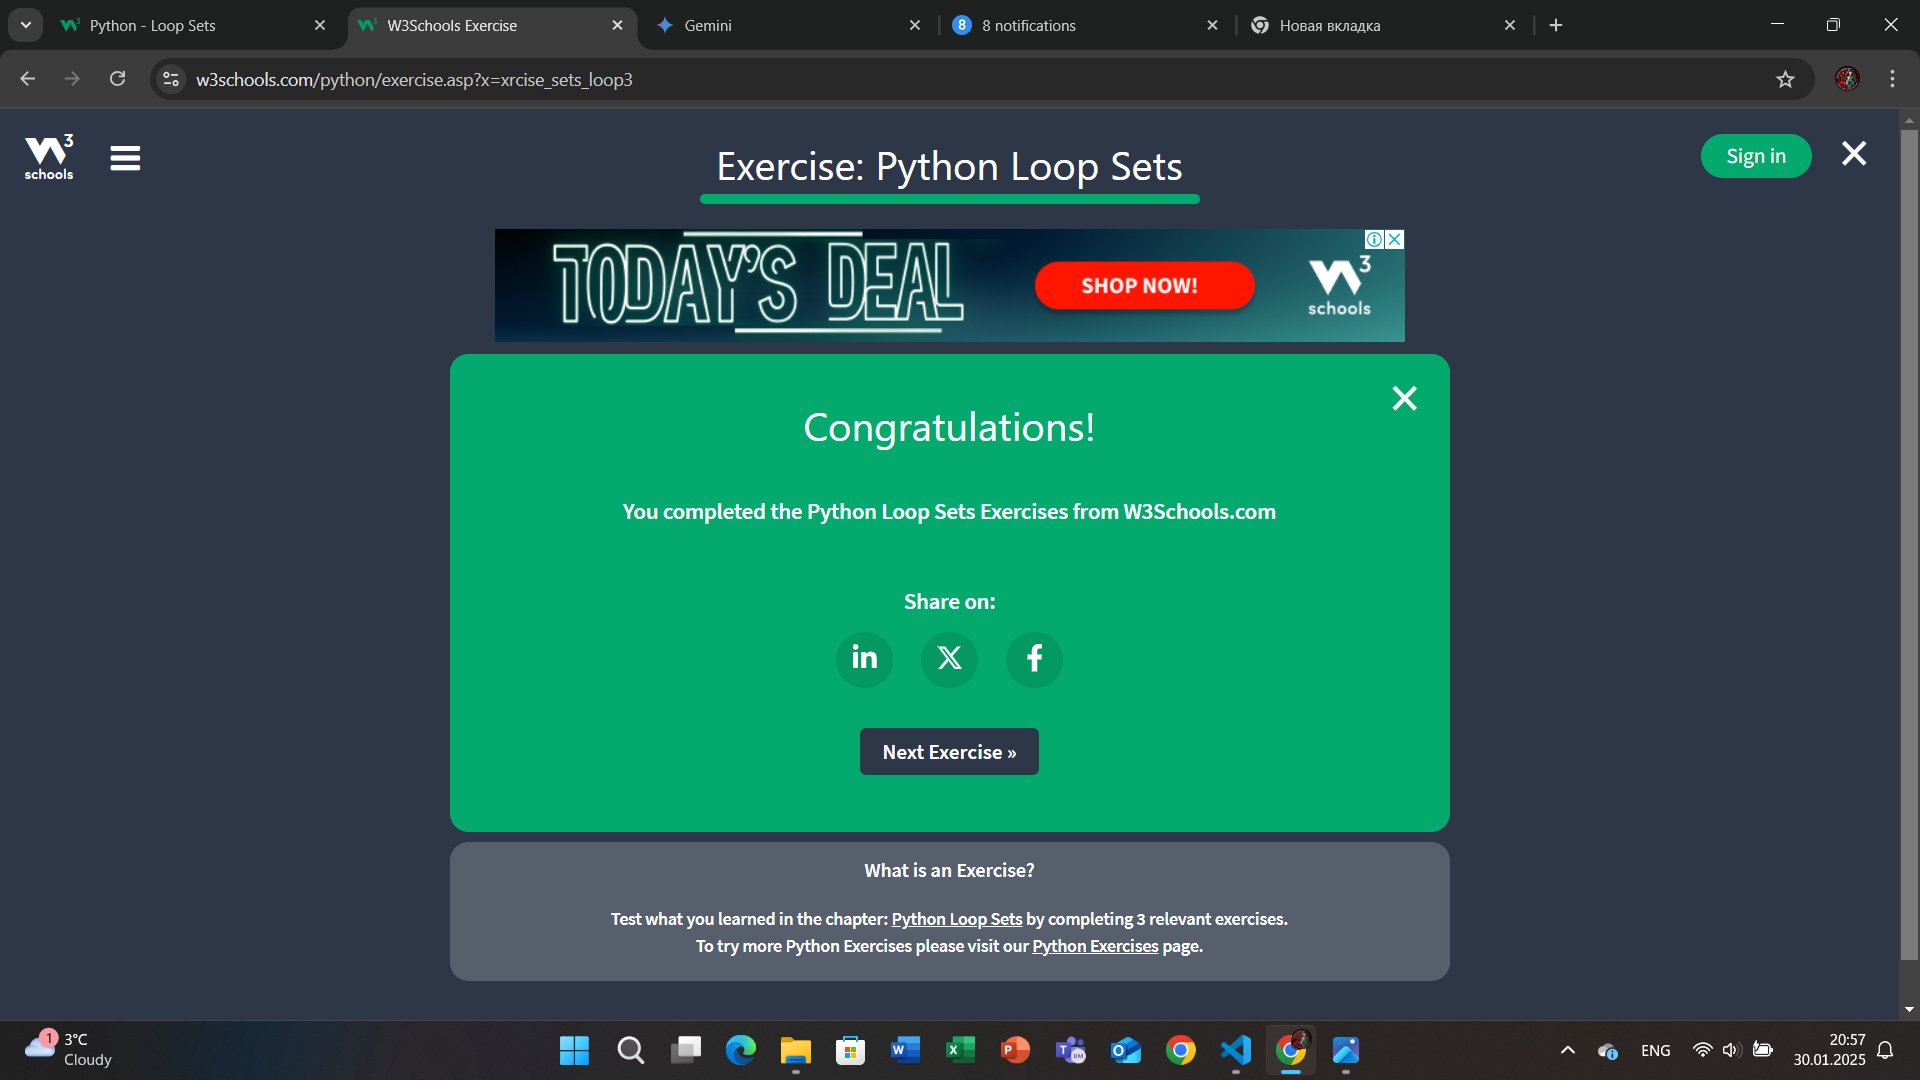 Python - Loop Sets
W3Schools Exercise
Gemini
8
8 notifications
Новая вкладка
w3schools.com/python/exercise.asp?x=xrcise_sets_loop3
3
schools
Exercise: Python Loop Sets
Sign in
TODAY'S DEAL
SHOP NOW!
3
schools
Congratulations!
You completed the Python Loop Sets Exercises from W3Schools.com
Share on:
in
X
f
Next Exercise »
What is an Exercise?
Test what you learned in the chapter: Python Loop Sets by completing 3 relevant exercises.
To try more Python Exercises please visit our Python Exercises page.
1
3°C
Cloudy
ENG
20:57
30.01.2025